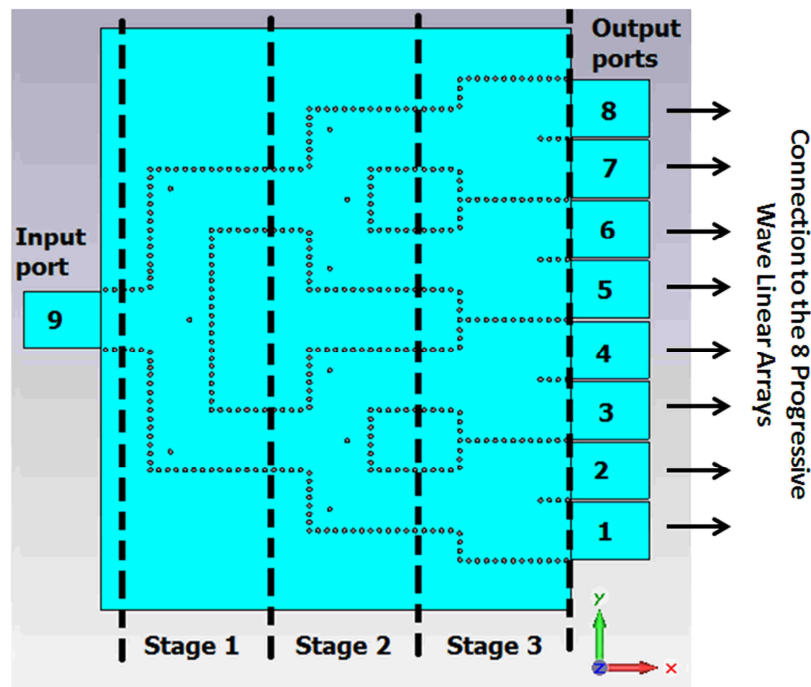 Output
ports
8
7
6
5
4
3
2
1
Input
port
9
Connection to the 8 Progressive
Wave Linear Arrays
Stage 1
Stage 2
Stage 3
Y
Z
X